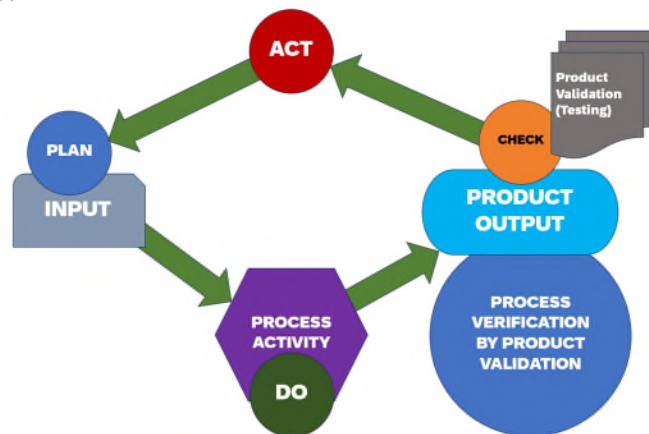 ACT
Product
Validation
(Testing)
PLAN
CHECK
INPUT
PRODUCT
OUTPUT
PROCESS
ACTIVITY
DO
PROCESS
VERIFICATION
BY PRODUCT
VALIDATION